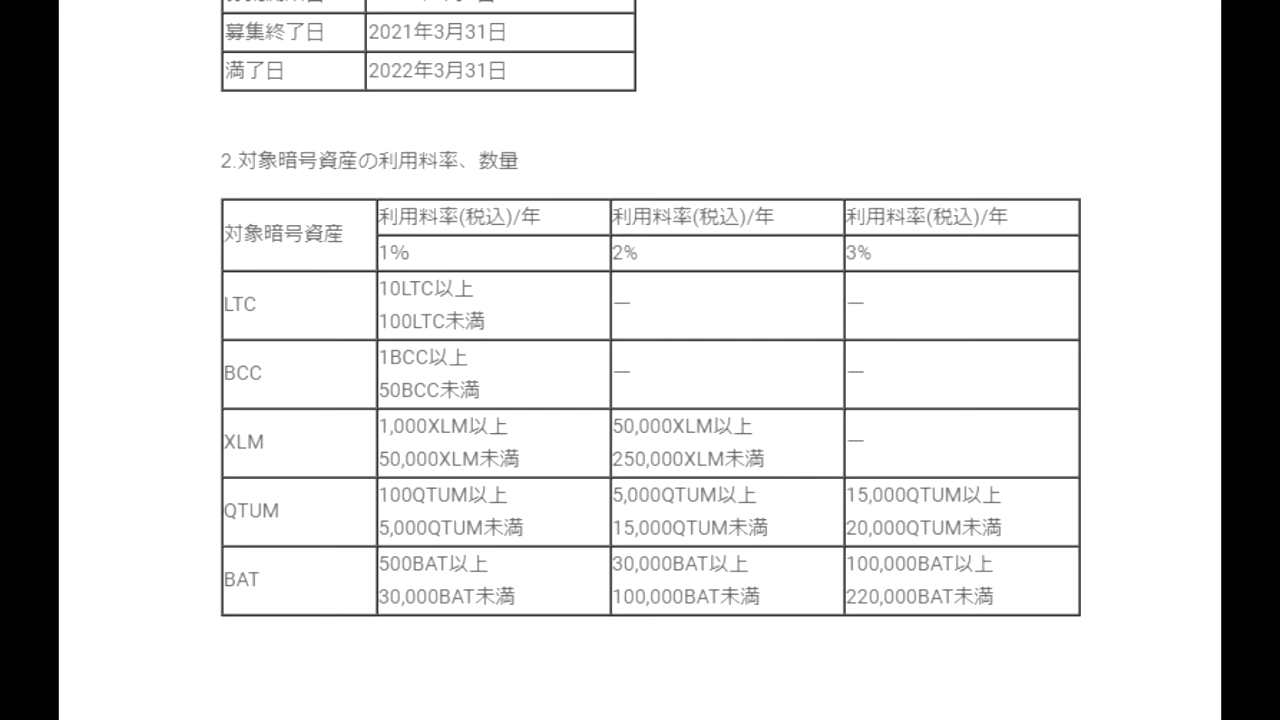 募集終了日 2021年3月31日
満了日 2022年3月31日
2.対象暗号資産の利用料率、数量
対象暗号資産 利用料率(税込)/年 利用料率(税込)/年 利用料率(税込)/年
1% 2% 3%
LTC 10LTC以上 100LTC未満 — —
BCC 1BCC以上 50BCC未満 — —
XLM 1,000XLM以上 50,000XLM未満 50,000XLM以上 250,000XLM未満 —
QTUM 100QTUM以上 5,000QTUM未満 5,000QTUM以上 15,000QTUM未満 15,000QTUM以上 20,000QTUM未満
BAT 500BAT以上 30,000BAT未満 30,000BAT以上 100,000BAT未満 100,000BAT以上 220,000BAT未満